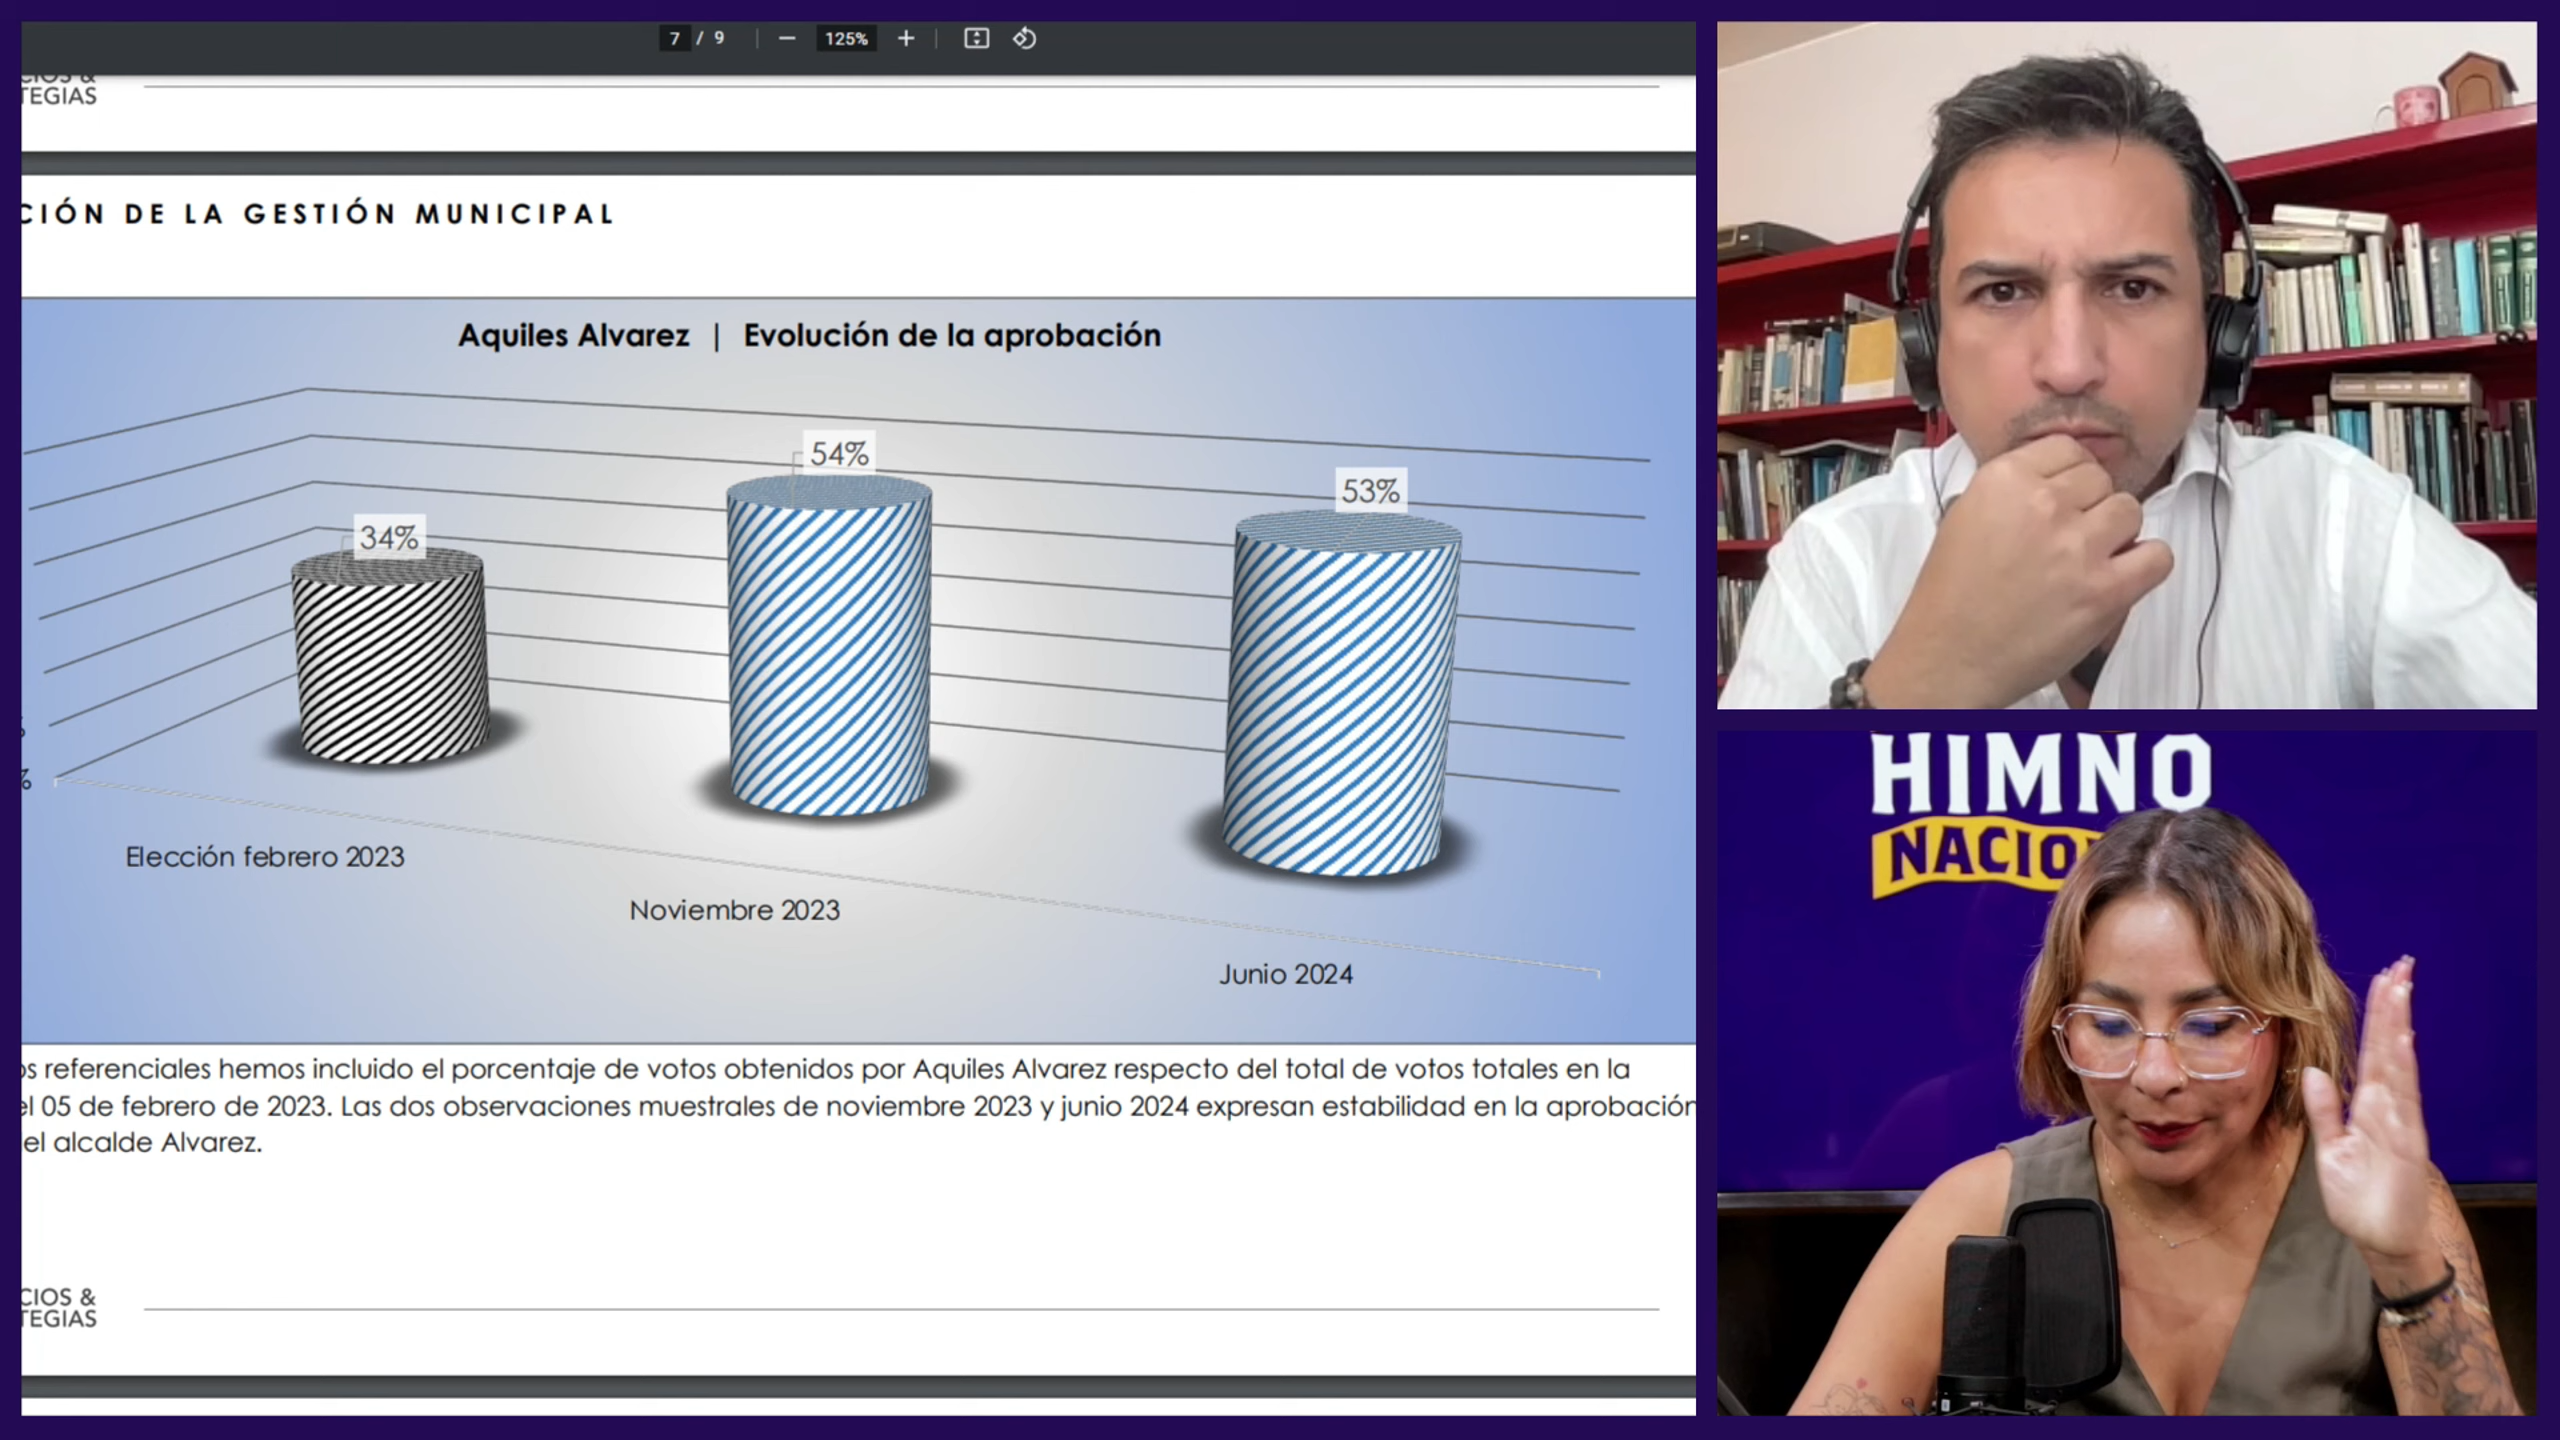 7 / 9 − 125% +
CIOS &
TEGIAS
CIÓN DE LA GESTIÓN MUNICIPAL
Aquiles Alvarez | Evolución de la aprobación
34%
54%
53%
%
Elección febrero 2023
Noviembre 2023
Junio 2024
os referenciales hemos incluido el porcentaje de votos obtenidos por Aquiles Alvarez respecto del total de votos totales en la
el 05 de febrero de 2023. Las dos observaciones muestrales de noviembre 2023 y junio 2024 expresan estabilidad en la aprobación
el alcalde Alvarez.
CIOS &
TEGIAS
HIMNO
NACIO